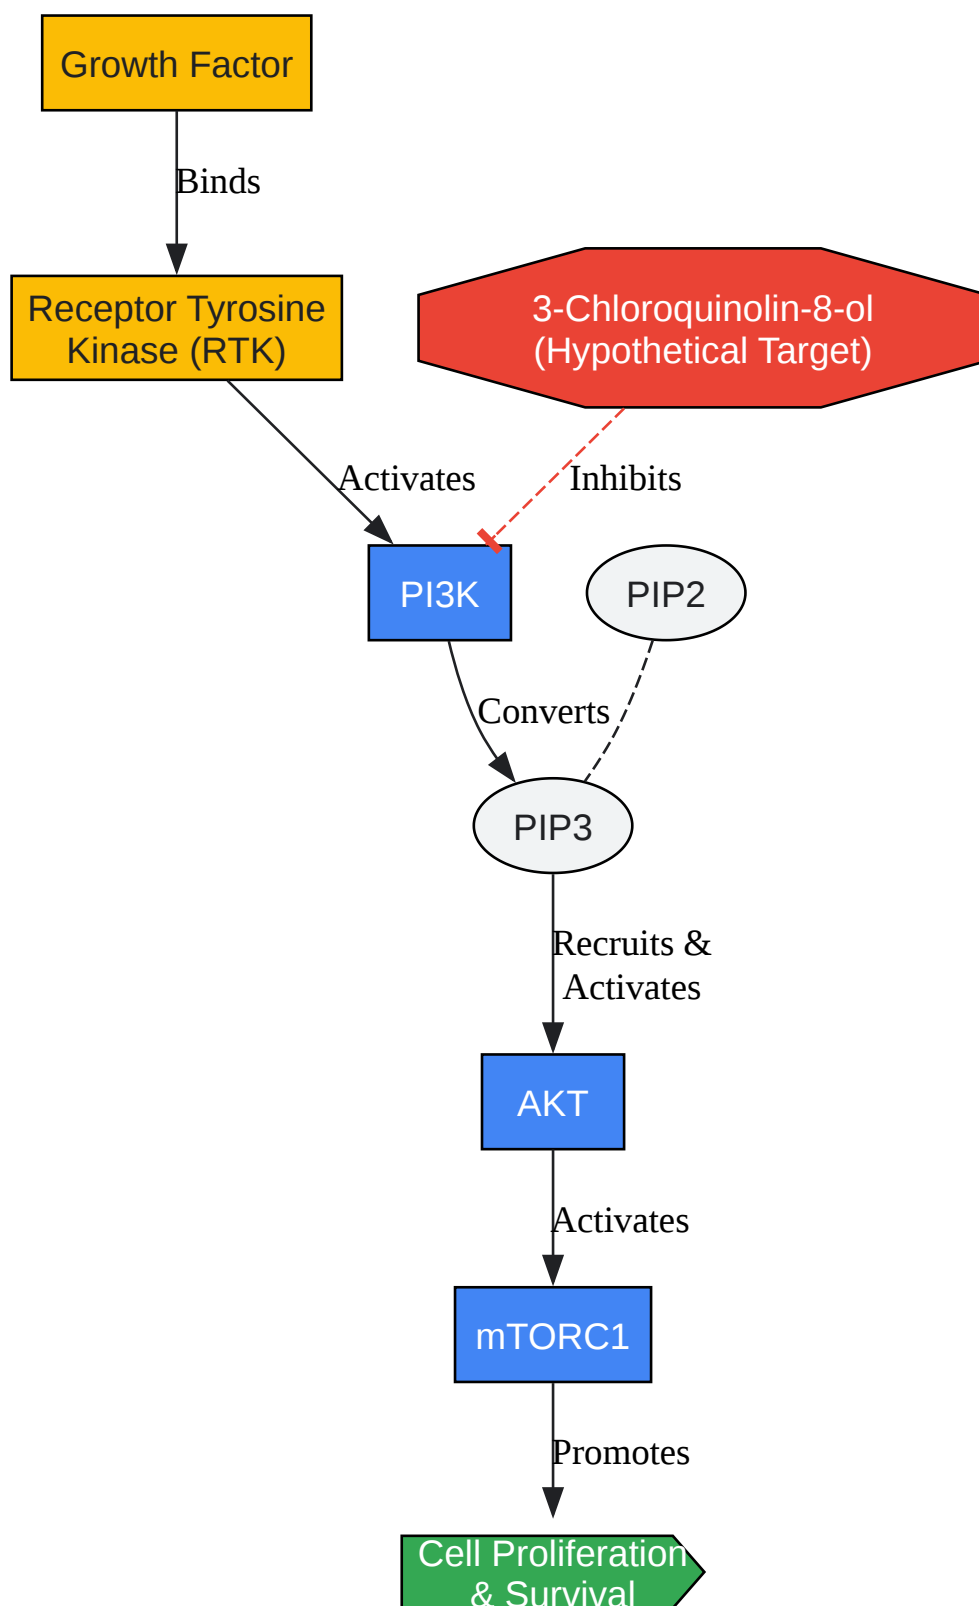 Growth Factor
Binds
Receptor Tyrosine
Kinase (RTK)
3-Chloroquinolin-8-ol
(Hypothetical Target)
Activates
Inhibits
PI3K
PIP2
Converts
PIP3
Recruits &
Activates
AKT
Activates
mTORC1
Promotes
Cell Proliferation
& Survival